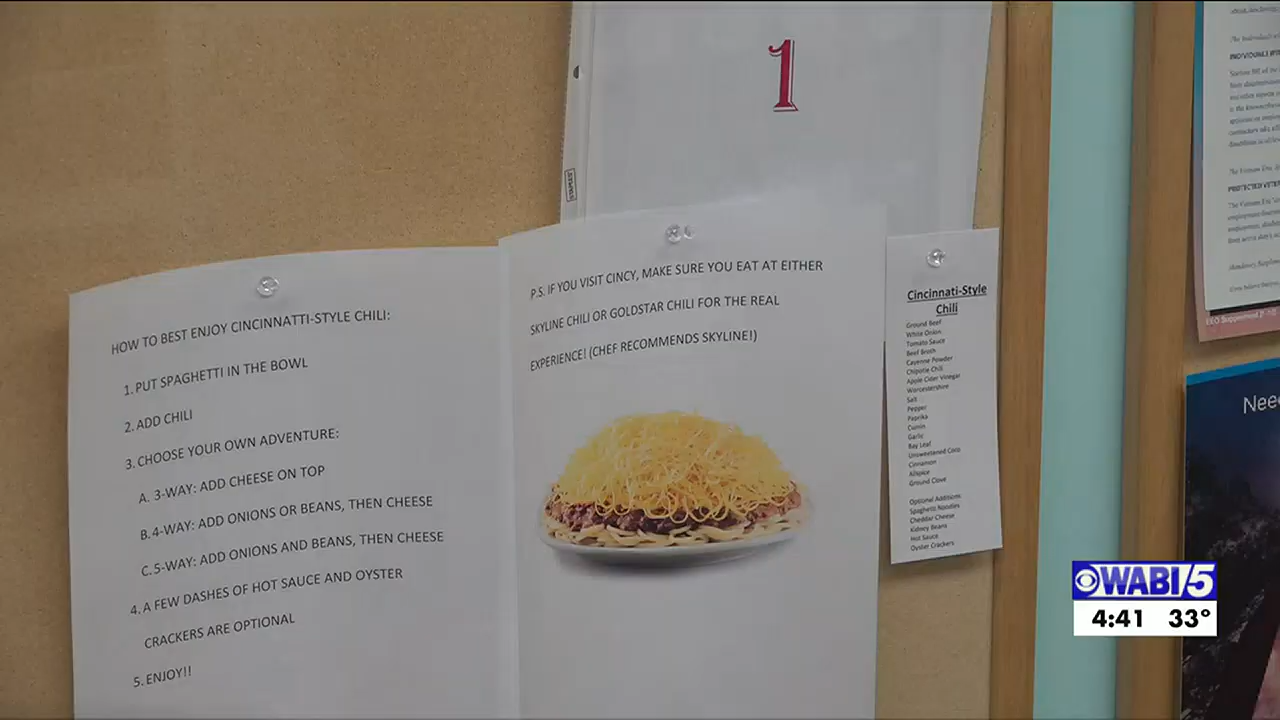 1
STAPLES
HOW TO BEST ENJOY CINCINNATTI-STYLE CHILI:
1. PUT SPAGHETTI IN THE BOWL
2. ADD CHILI
3. CHOOSE YOUR OWN ADVENTURE:
A. 3-WAY: ADD CHEESE ON TOP
B. 4-WAY: ADD ONIONS OR BEANS, THEN CHEESE
C. 5-WAY: ADD ONIONS AND BEANS, THEN CHEESE
4. A FEW DASHES OF HOT SAUCE AND OYSTER
CRACKERS ARE OPTIONAL
5. ENJOY!!
P.S. IF YOU VISIT CINCY, MAKE SURE YOU EAT AT EITHER
SKYLINE CHILI OR GOLDSTAR CHILI FOR THE REAL
EXPERIENCE! (CHEF RECOMMENDS SKYLINE!)
Cincinnati-Style
Chili
Ground Beef
White Onion
Tomato Sauce
Beef Broth
Cayenne Powder
Chipotle Chili
Apple Cider Vinegar
Worcestershire
Salt
Pepper
Paprika
Cumin
Garlic
Bay Leaf
Unsweetened Coco
Cinnamon
Allspice
Ground Clove
Optional Additions
Spaghetti Noodles
Cheddar Cheese
Kidney Beans
Hot Sauce
Oyster Crackers
PROTECTED
EEO Supplement
Nee
WABI 5
4:41 33°